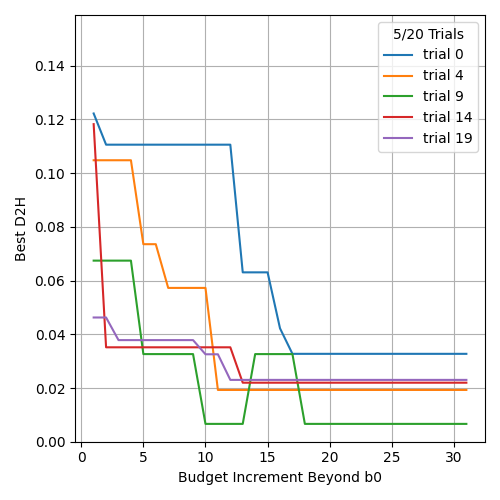 5/20 Trials
trial 0
trial 4
trial 9
trial 14
trial 19
Best D2H
0.14
0.12
0.10
0.08
0.06
0.04
0.02
0.00
0 5 10 15 20 25 30
Budget Increment Beyond b0